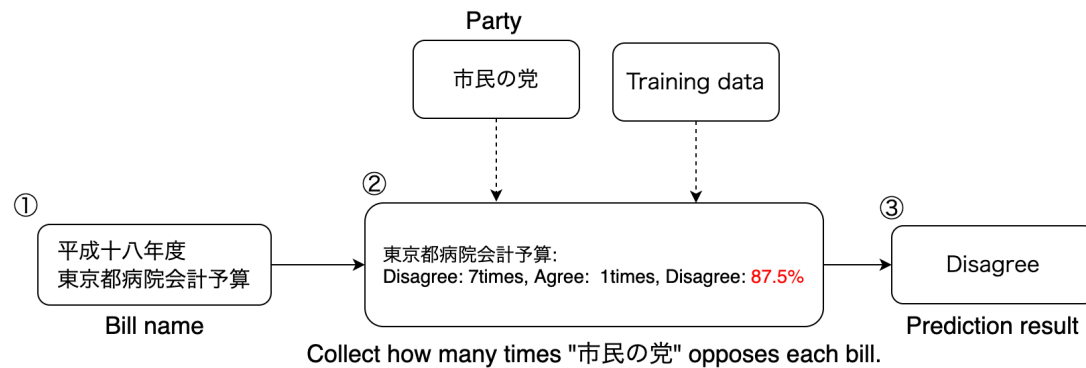 Party
市民の党
Training data
①
平成十八年度
東京都病院会計予算
Bill name
②
東京都病院会計予算:
Disagree: 7times, Agree:  1times, Disagree: 87.5%
Collect how many times "市民の党" opposes each bill.
③
Disagree
Prediction result